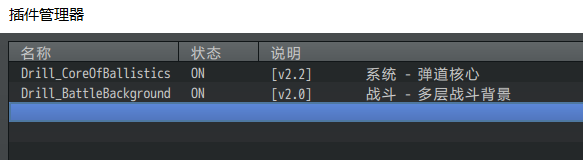 插件管理器
名称 状态 说明
Drill_CoreOfBallistics ON [v2.2] 系统 - 弹道核心
Drill_BattleBackground ON [v2.0] 战斗 - 多层战斗背景